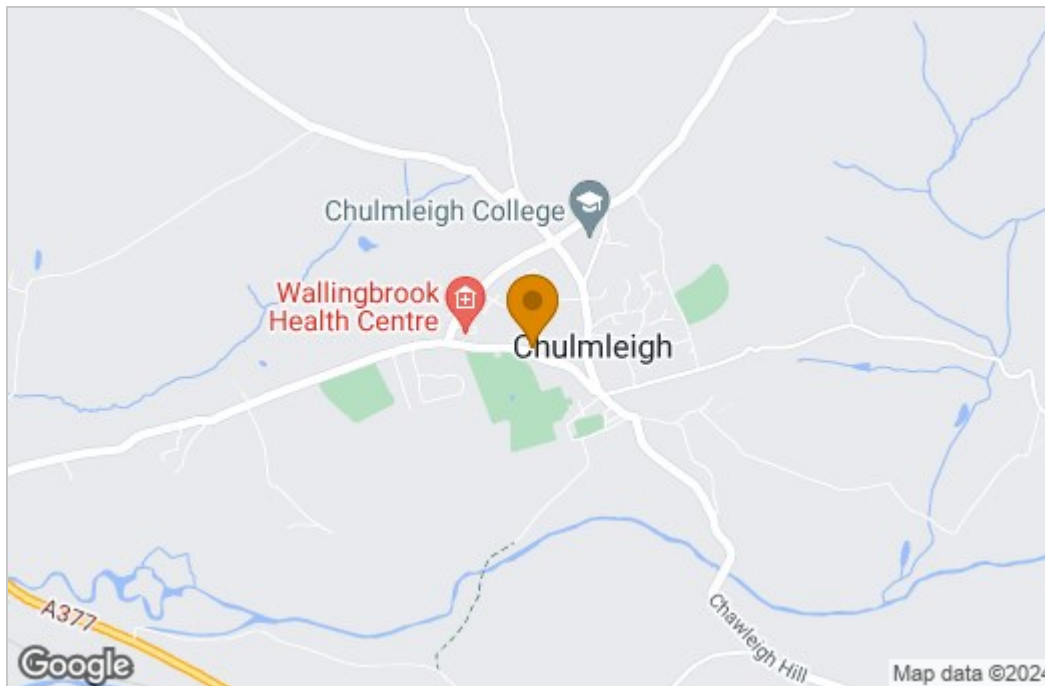 Chulmleigh College
Wallingbrook
Health Centre
Chulmleigh
A377
Chawleigh Hill
Google
Map data ©2024